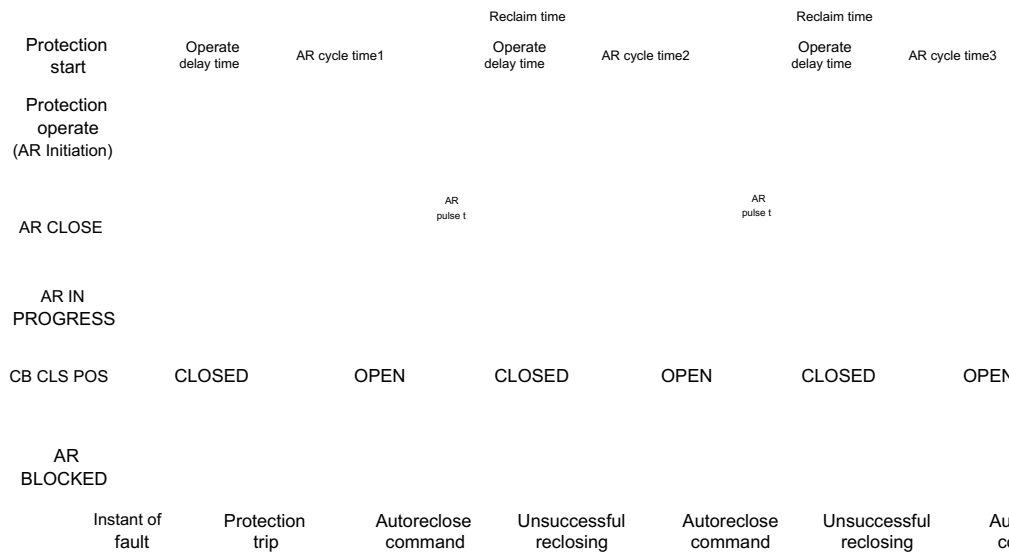 Reclaim time Reclaim time
Protection start Operate delay time AR cycle time1 Operate delay time AR cycle time2 Operate delay time AR cycle time3
Protection
operate
(AR Initiation)
AR AR
pulse t pulse t
AR CLOSE
AR IN
PROGRESS
CB CLS POS CLOSED OPEN CLOSED OPEN CLOSED OPEN
AR
BLOCKED
Instant of Protection Autoreclose Unsuccessful Autoreclose Unsuccessful
fault trip command reclosing command reclosing